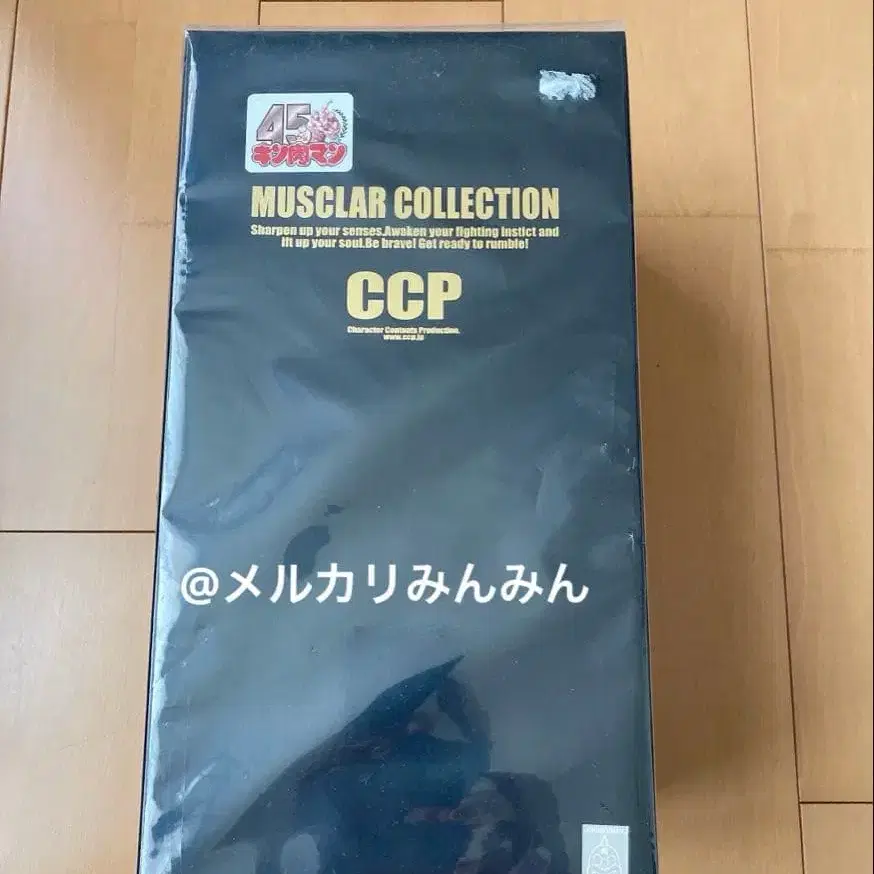 45
キン肉マン
MUSCLAR COLLECTION
Sharpen up your senses.Awaken your fighting instict and
lft up your soul.Be brave! Get ready to rumble!
CCP
Character Contents Production.
www.ccp.jp
@メルカリみんみん